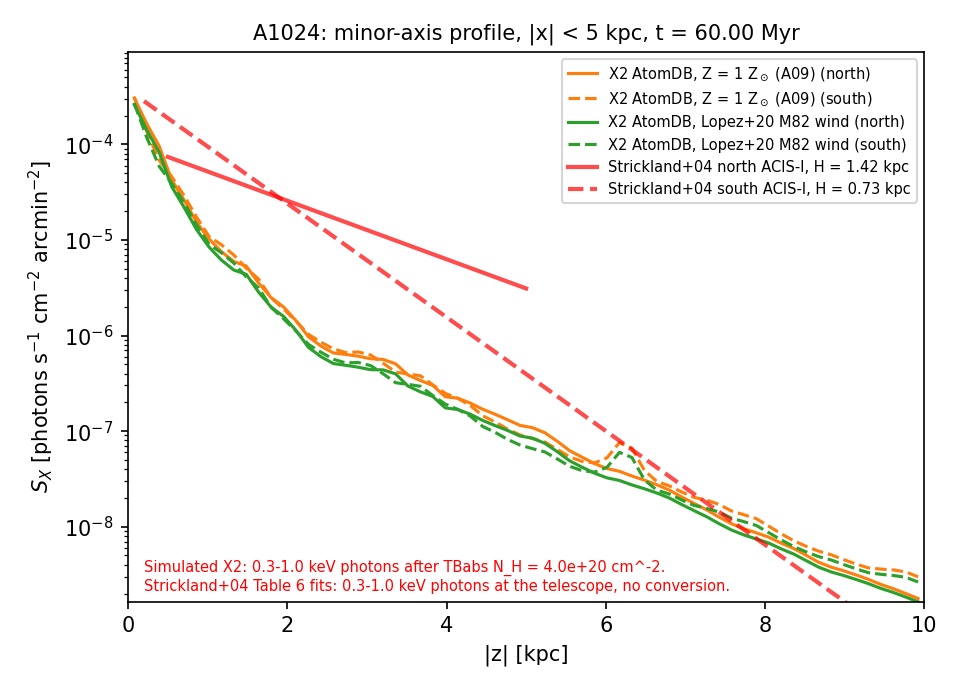 A1024: minor-axis profile, |x| < 5 kpc, t = 60.00 Myr
X2 AtomDB, Z = 1 Z⊙ (A09) (north)
X2 AtomDB, Z = 1 Z⊙ (A09) (south)
X2 AtomDB, Lopez+20 M82 wind (north)
X2 AtomDB, Lopez+20 M82 wind (south)
Strickland+04 north ACIS-I, H = 1.42 kpc
Strickland+04 south ACIS-I, H = 0.73 kpc
S_X [photons s⁻¹ cm⁻² arcmin⁻²]
10⁻⁴
10⁻⁵
10⁻⁶
10⁻⁷
10⁻⁸
Simulated X2: 0.3-1.0 keV photons after TBabs N_H = 4.0e+20 cm^-2.
Strickland+04 Table 6 fits: 0.3-1.0 keV photons at the telescope, no conversion.
0 2 4 6 8 10
|z| [kpc]